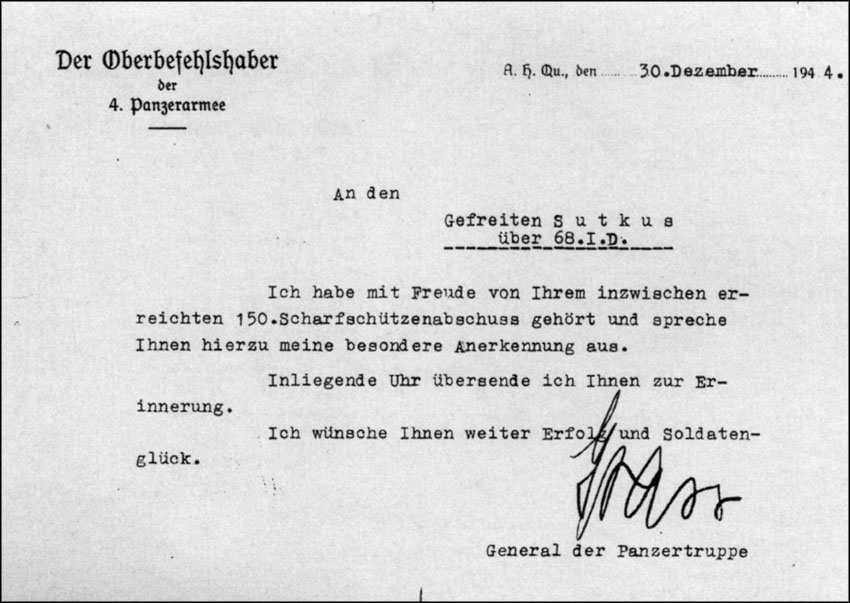 Der Oberbefehlshaber
der
4. Panzerarmee
A. H. Qu., den 30.Dezember 1944.
An den
Gefreiten S u t k u s
über 68.I.D.
Ich habe mit Freude von Ihrem inzwischen er-
reichten 150.Scharfschützenabschuss gehört und spreche
Ihnen hierzu meine besondere Anerkennung aus.
Inliegende Uhr übersende ich Ihnen zur Er-
innerung.
Ich wünsche Ihnen weiter Erfolg und Soldaten-
glück.
General der Panzertruppe